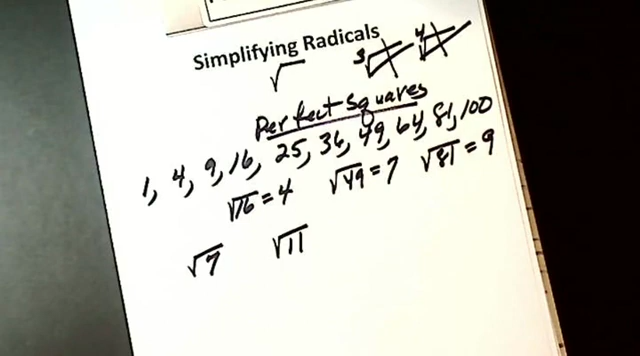 Simplifying Radicals
√ ∛x ∜x
Perfect Squares
1, 4, 9, 16, 25, 36, 49, 64, 81, 100
√16 = 4 √49 = 7 √81 = 9
√7 √11